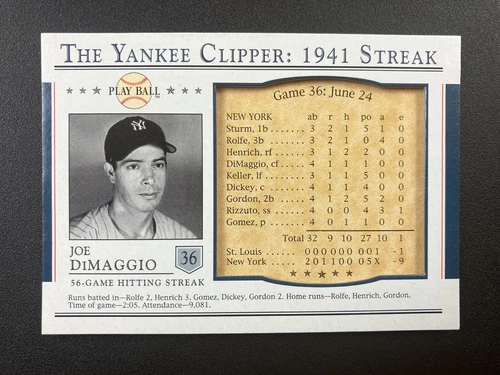 THE YANKEE CLIPPER: 1941 STREAK
PLAY BALL™
Game 36: June 24
NEW YORK ab r h po a e
Sturm, 1b ....... 3 2 1 5 1 0
Rolfe, 3b ........ 3 2 1 0 4 0
Henrich, rf ..... 3 1 2 2 0 0
DiMaggio, cf .. 4 1 1 1 0 0
Keller, lf ......... 3 1 1 5 0 0
Dickey, c ........ 4 1 1 4 0 0
Gordon, 2b .... 4 1 2 5 2 0
Rizzuto, ss ...... 4 0 0 4 3 1
Gomez, p ........ 4 0 1 1 0 0
Total 32 9 10 27 10 1
St. Louis ..... 000 000 001 -1
New York .... 201 100 05X -9
NY
JOE
DIMAGGIO
36
56-GAME HITTING STREAK
Runs batted in—Rolfe 2, Henrich 3, Gomez, Dickey, Gordon 2. Home runs—Rolfe, Henrich, Gordon.
Time of game—2:05. Attendance—9,081.